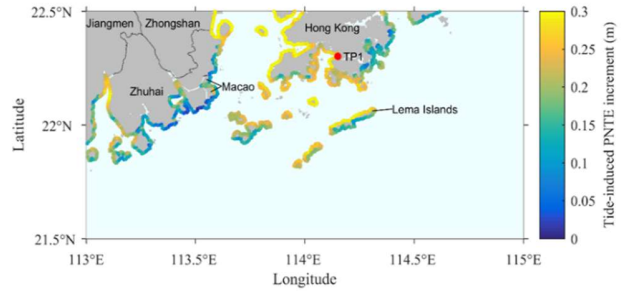 22.5°N
22°N
21.5°N
Latitude
Jiangmen
Zhongshan
Hong Kong
TP1
Zhuhai
Macao
Lema Islands
113°E
113.5°E
114°E
114.5°E
115°E
Longitude
0.3
0.25
0.2
0.15
0.1
0.05
0
Tide-induced PNTE increment (m)